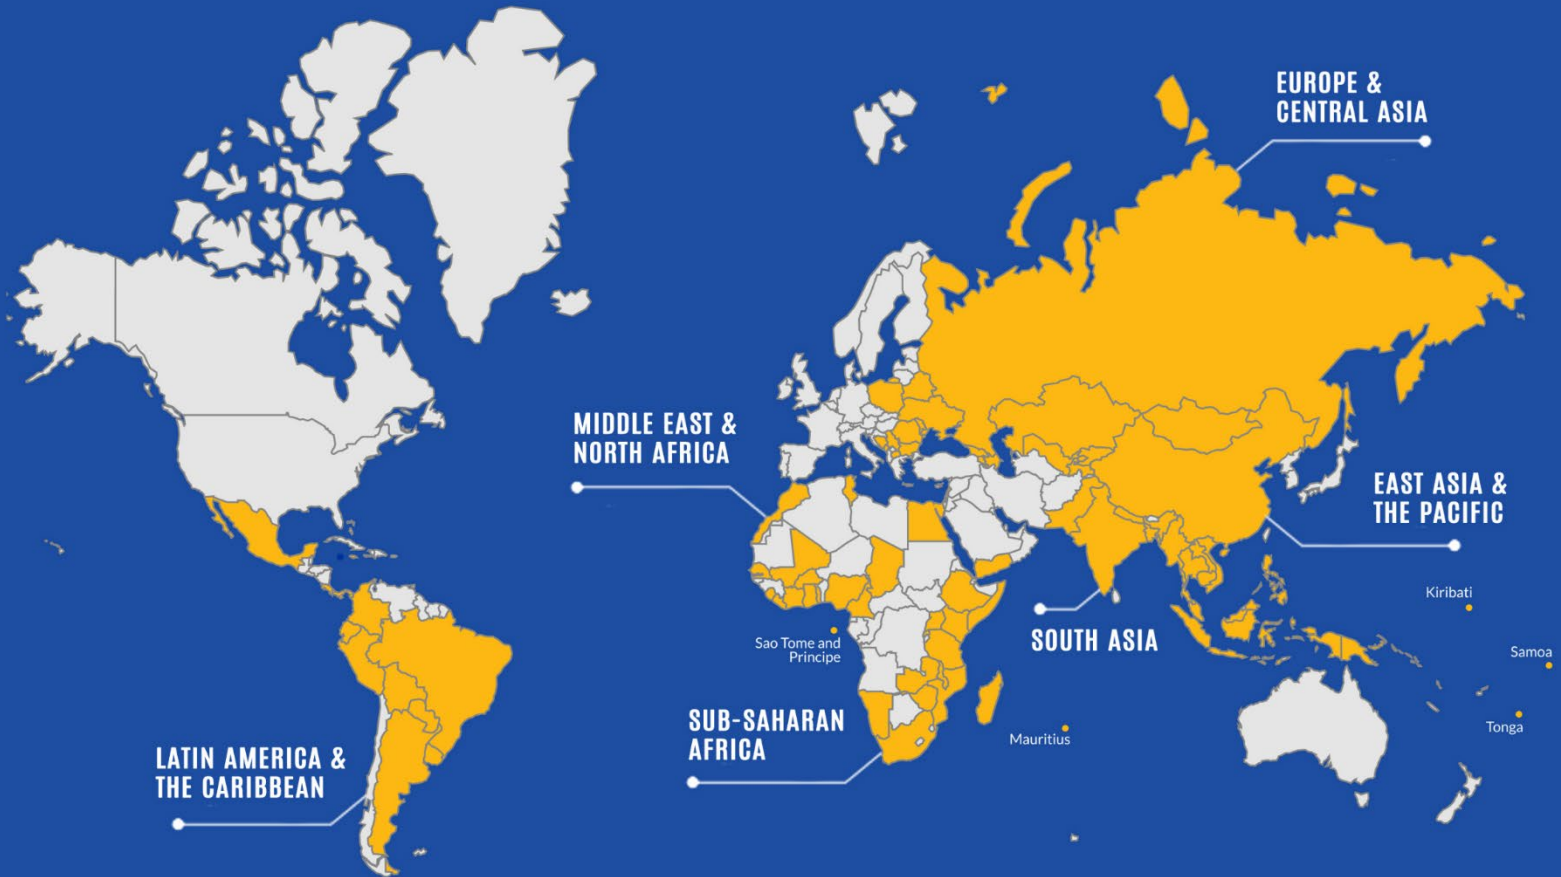 EUROPE &
CENTRAL ASIA
MIDDLE EAST &
NORTH AFRICA
EAST ASIA &
THE PACIFIC
Kiribati
SOUTH ASIA
Sao Tome and
Principe
Samoa
SUB-SAHARAN
AFRICA
Mauritius
Tonga
LATIN AMERICA &
THE CARIBBEAN